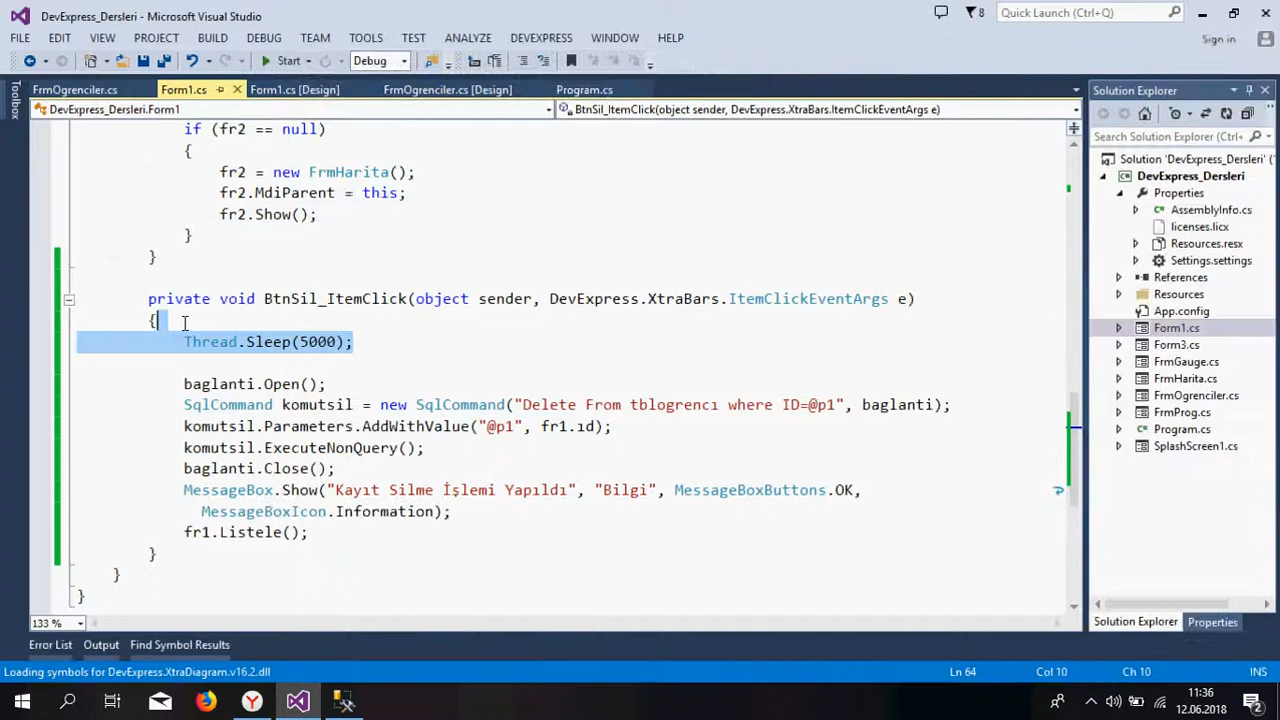 DevExpress_Dersleri - Microsoft Visual Studio
8
Quick Launch (Ctrl+Q)
FILE EDIT VIEW PROJECT BUILD DEBUG TEAM TOOLS TEST ANALYZE DEVEXPRESS WINDOW HELP
Sign in
Start Debug
FrmOgrenciler.cs Form1.cs Form1.cs [Design] FrmOgrenciler.cs [Design] Program.cs
Toolbox
DevExpress_Dersleri.Form1
BtnSil_ItemClick(object sender, DevExpress.XtraBars.ItemClickEventArgs e)
if (fr2 == null)
{
fr2 = new FrmHarita();
fr2.MdiParent = this;
fr2.Show();
}
}
private void BtnSil_ItemClick(object sender, DevExpress.XtraBars.ItemClickEventArgs e)
{
Thread.Sleep(5000);
baglanti.Open();
SqlCommand komutsil = new SqlCommand("Delete From tblogrencı where ID=@p1", baglanti);
komutsil.Parameters.AddWithValue("@p1", fr1.ıd);
komutsil.ExecuteNonQuery();
baglanti.Close();
MessageBox.Show("Kayıt Silme İşlemi Yapıldı", "Bilgi", MessageBoxButtons.OK,
MessageBoxIcon.Information);
fr1.Listele();
}
}
}
133 %
Solution Explorer
Search Solution Explorer (Ctrl+
Solution 'DevExpress_Dersleri' (
DevExpress_Dersleri
Properties
AssemblyInfo.cs
licenses.licx
Resources.resx
Settings.settings
References
Resources
App.config
Form1.cs
Form3.cs
FrmGauge.cs
FrmHarita.cs
FrmOgrenciler.cs
FrmProg.cs
Program.cs
SplashScreen1.cs
Solution Explorer Properties
Error List Output Find Symbol Results
Loading symbols for DevExpress.XtraDiagram.v16.2.dll
Ln 64 Col 10 Ch 10 INS
11:36
12.06.2018
2